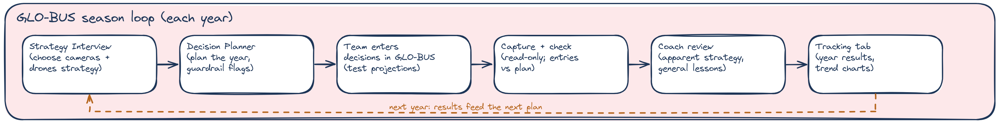 GLO-BUS season loop (each year)
Strategy Interview
(choose cameras +
drones strategy)
Decision Planner
(plan the year,
guardrail flags)
Team enters
decisions in GLO-BUS
(test projections)
Capture + check
(read-only; entries
vs plan)
Coach review
(apparent strategy,
general lessons)
Tracking tab
(year results,
trend charts)
next year: results feed the next plan